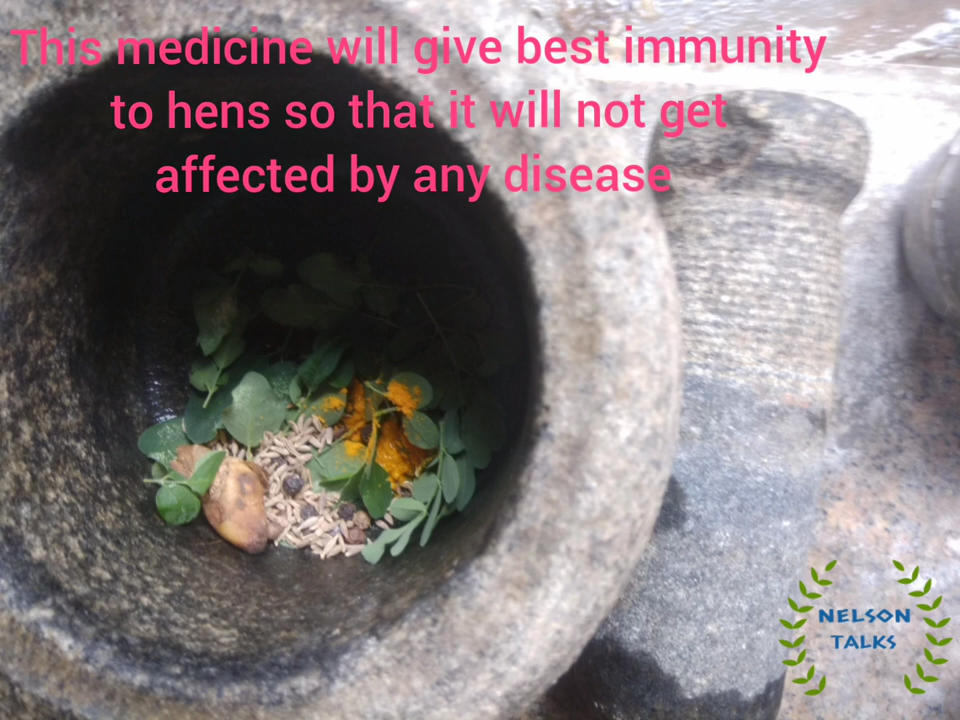 This medicine will give best immunity
to hens so that it will not get
affected by any disease
NELSON
TALKS